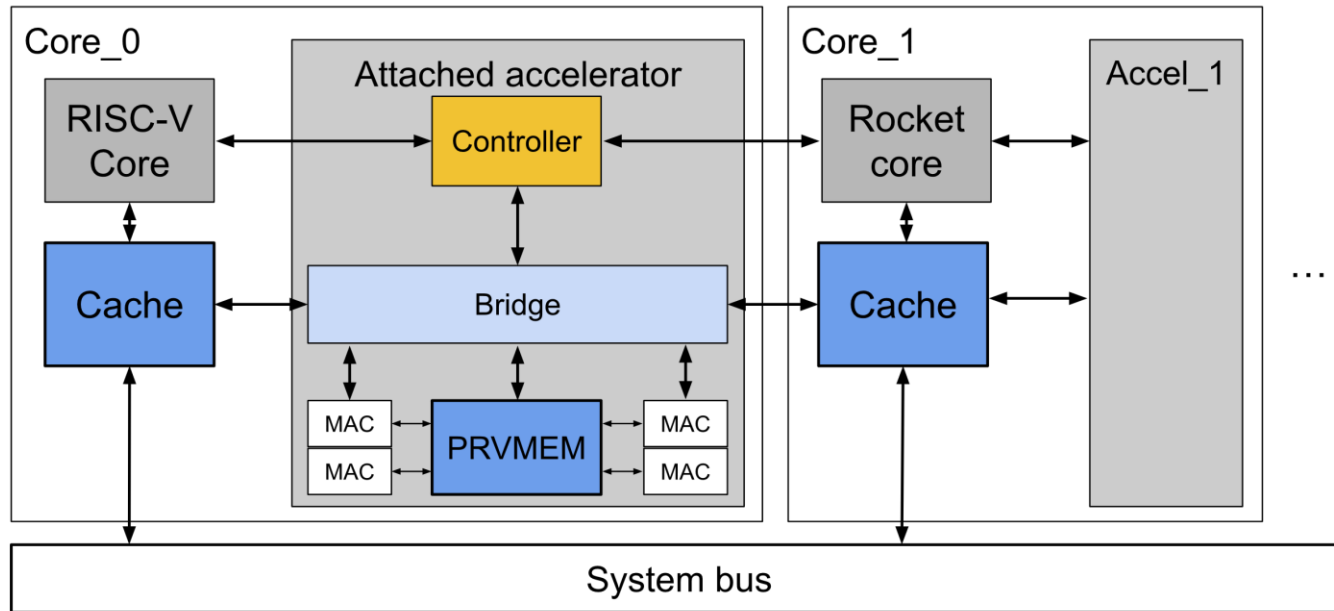 Core_0
Attached accelerator
RISC-V
Core
Controller
Cache
Bridge
MAC
MAC
PRVMEM
MAC
MAC
Core_1
Accel_1
Rocket
core
Cache
...
System bus